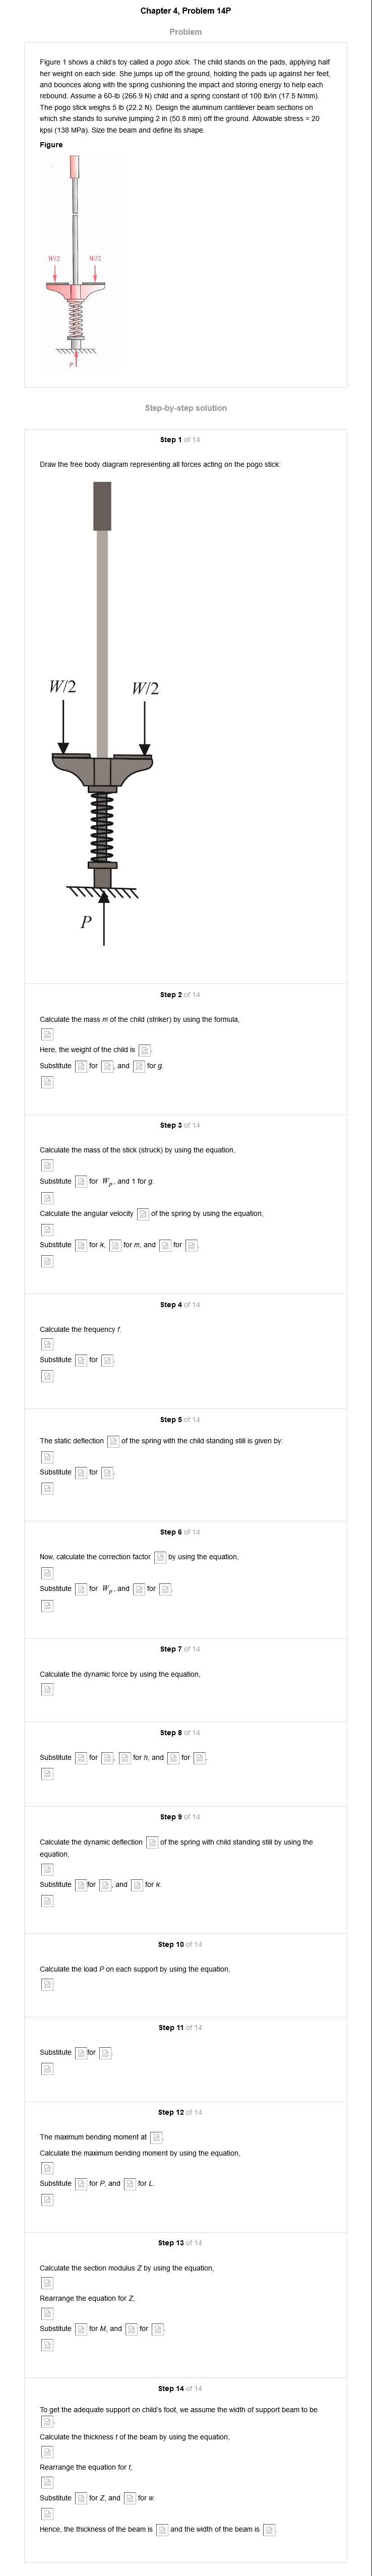 Chapter 4, Problem 14P
Problem
Figure 1 shows a child's toy called a pogo stick. The child stands on the pads, applying half
her weight on each side. She jumps up off the ground, holding the pads up against her feet,
and bounces along with the spring cushioning the impact and storing energy to help each
rebound. Assume a 60-lb (266.9 N) child and a spring constant of 100 lb/in (17.5 N/mm).
The pogo stick weighs 5 lb (22.2 N). Design the aluminum cantilever beam sections on
which she stands to survive jumping 2 in (50.8 mm) off the ground. Allowable stress = 20
kpsi (138 MPa). Size the beam and define its shape.
Figure
W/2 W/2
P
Step-by-step solution
Step 1 of 14
Draw the free body diagram representing all forces acting on the pogo stick:
W/2 W/2
P
Step 2 of 14
Calculate the mass m of the child (striker) by using the formula,
Here, the weight of the child is .
Substitute for , and for g.
Step 3 of 14
Calculate the mass of the stick (struck) by using the equation,
Substitute for Wp, and 1 for g.
Calculate the angular velocity of the spring by using the equation,
Substitute for k, for m, and for .
Step 4 of 14
Calculate the frequency f.
Substitute for .
Step 5 of 14
The static deflection of the spring with the child standing still is given by:
Substitute for .
Step 6 of 14
Now, calculate the correction factor by using the equation,
Substitute for Wp, and for .
Step 7 of 14
Calculate the dynamic force by using the equation,
Step 8 of 14
Substitute for , for h, and for .
Step 9 of 14
Calculate the dynamic deflection of the spring with child standing still by using the
equation,
Substitute for , and for k.
Step 10 of 14
Calculate the load P on each support by using the equation,
Step 11 of 14
Substitute for .
Step 12 of 14
The maximum bending moment at .
Calculate the maximum bending moment by using the equation,
Substitute for P, and for L.
Step 13 of 14
Calculate the section modulus Z by using the equation,
Rearrange the equation for Z,
Substitute for M, and for .
Step 14 of 14
To get the adequate support on child's foot, we assume the width of support beam to be
.
Calculate the thickness t of the beam by using the equation,
Rearrange the equation for t,
Substitute for Z, and for w.
Hence, the thickness of the beam is and the width of the beam is .